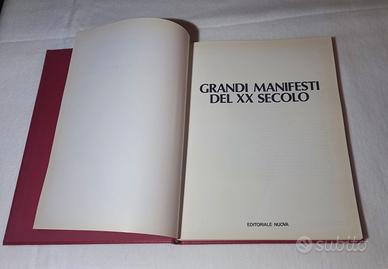 GRANDI MANIFESTI
DEL XX SECOLO
EDITORIALE NUOVA
subito